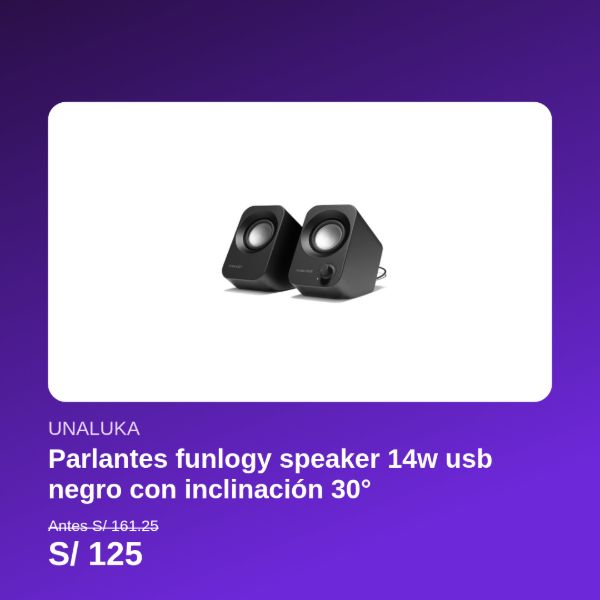 UNALUKA
Parlantes funlogy speaker 14w usb
negro con inclinación 30°
Antes S/ 161.25
S/ 125